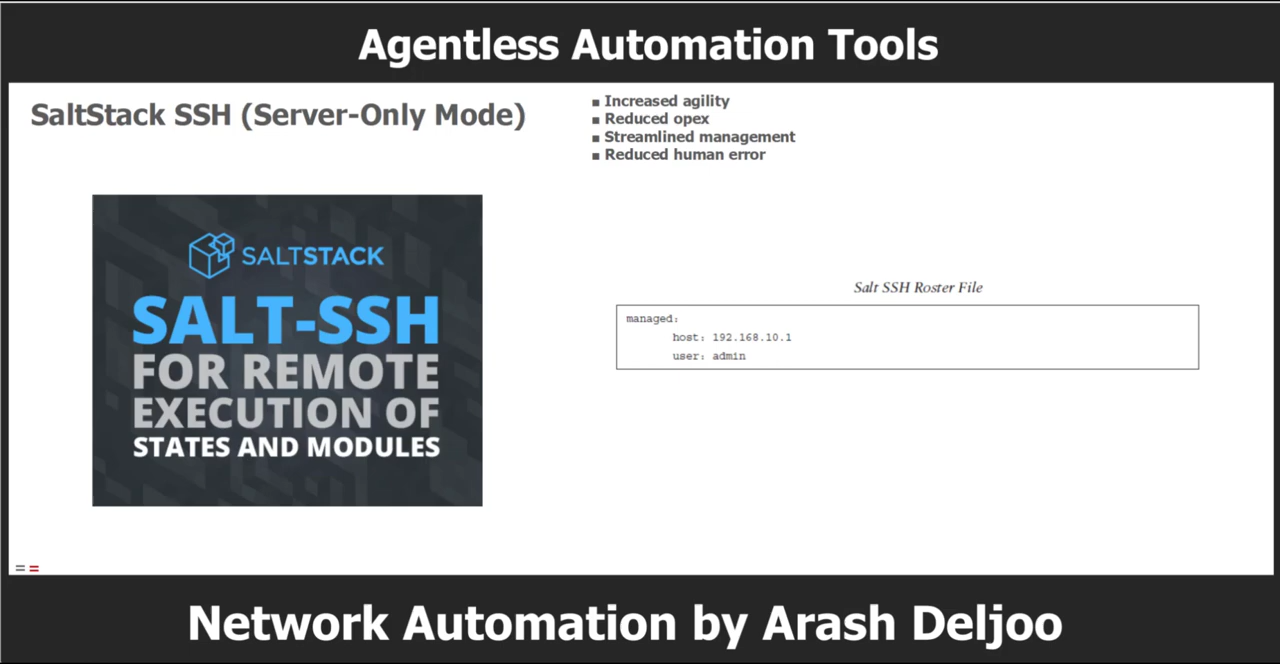 Agentless Automation Tools
SaltStack SSH (Server-Only Mode)
■ Increased agility
■ Reduced opex
■ Streamlined management
■ Reduced human error
SALTSTACK
SALT-SSH
FOR REMOTE
EXECUTION OF
STATES AND MODULES
Salt SSH Roster File
managed:
host: 192.168.10.1
user: admin
Network Automation by Arash Deljoo